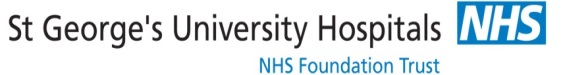 St George's University Hospitals NHS
NHS Foundation Trust